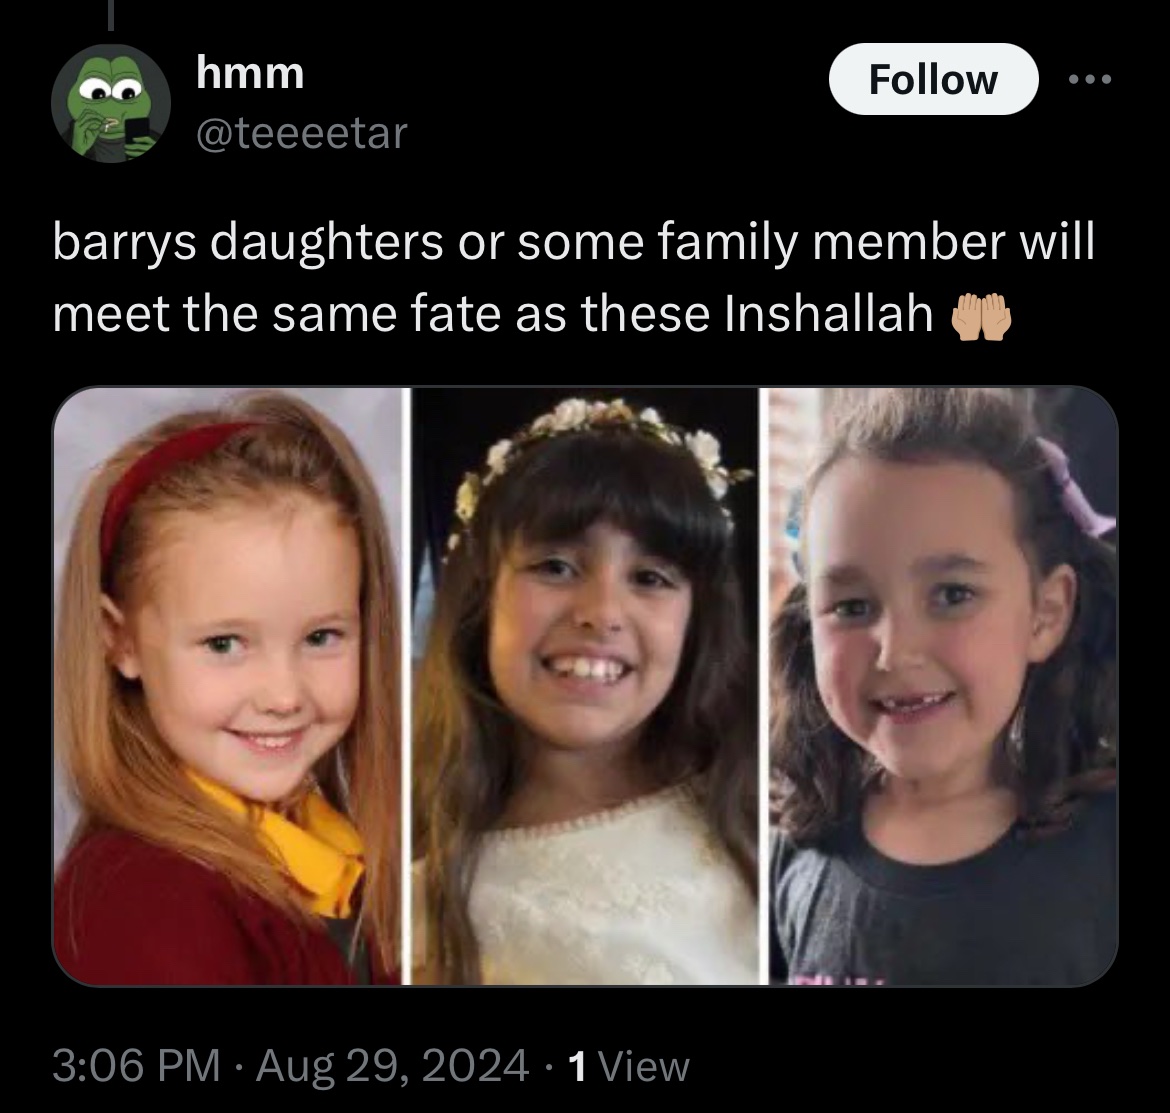 hmm
Follow
@teeeetar
barrys daughters or some family member will
meet the same fate as these Inshallah 🤲🏼
3:06 PM · Aug 29, 2024 · 1 View